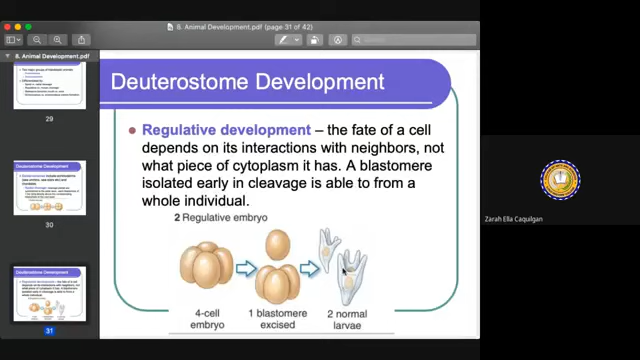 8. Animal Development.pdf (page 31 of 42)
Search
8. Animal Development.pdf
29
Deuterostome Development
30
Deuterostome Development
31
Deuterostome Development
Regulative development – the fate of a cell
depends on its interactions with neighbors, not
what piece of cytoplasm it has. A blastomere
isolated early in cleavage is able to from a
whole individual.
2 Regulative embryo
4-cell
embryo
1 blastomere
excised
2 normal
larvae
Zarah Ella Caquilgan